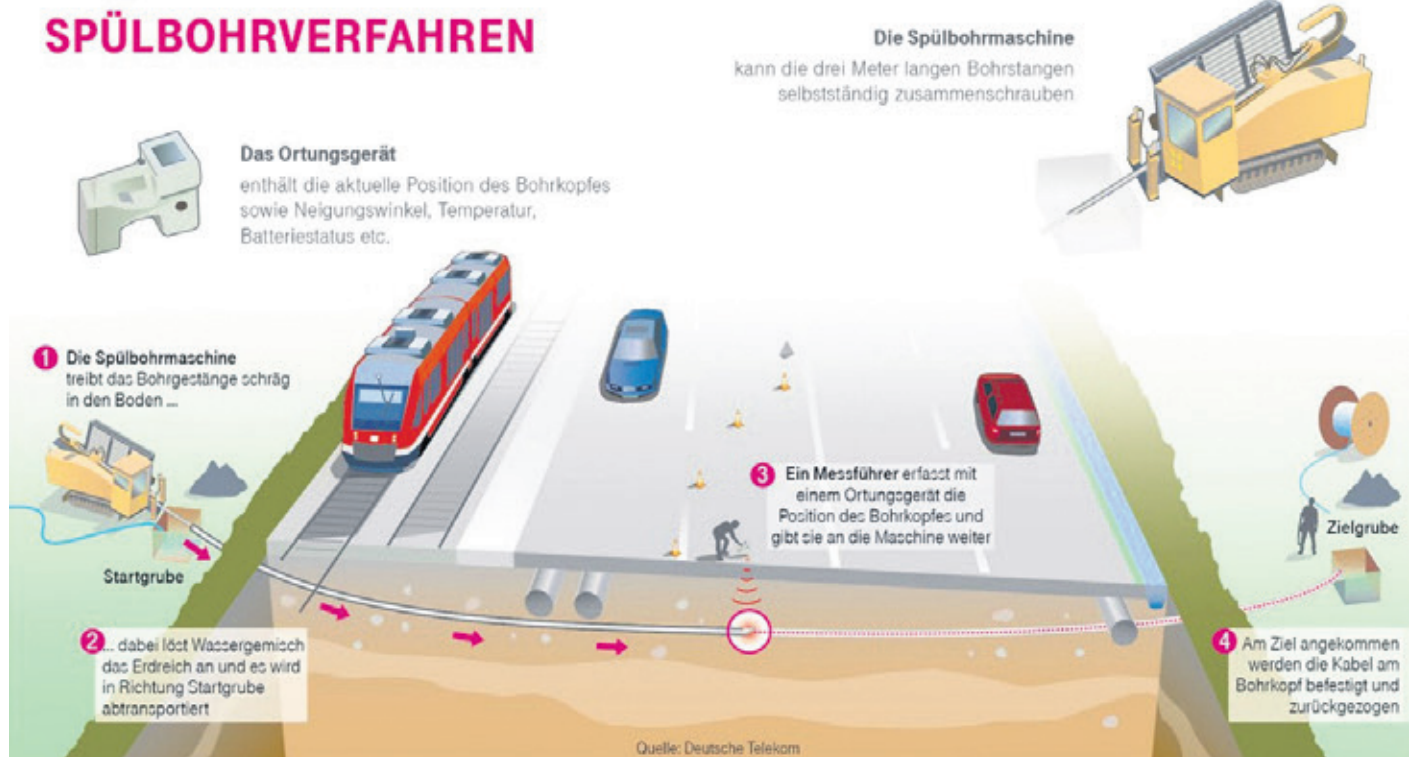 SPÜLBOHRVERFAHREN
Die Spülbohrmaschine
kann die drei Meter langen Bohrstangen
selbstständig zusammenschrauben
Das Ortungsgerät
enthält die aktuelle Position des Bohrkopfes
sowie Neigungswinkel, Temperatur,
Batteriestatus etc.
1 Die Spülbohrmaschine
treibt das Bohrgestänge schräg
in den Boden ...
Startgrube
2 ... dabei löst Wassergemisch
das Erdreich an und es wird
in Richtung Startgrube
abtransportiert
3 Ein Messführer erfasst mit
einem Ortungsgerät die
Position des Bohrkopfes und
gibt sie an die Maschine weiter
Zielgrube
4 Am Ziel angekommen
werden die Kabel am
Bohrkopf befestigt und
zurückgezogen
Quelle: Deutsche Telekom